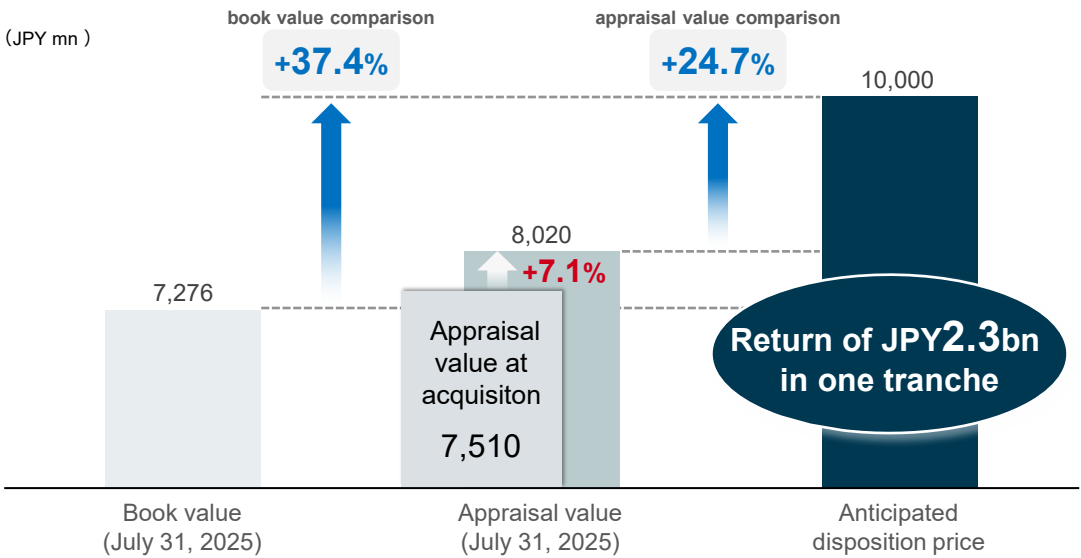 （JPY mn ）
book value comparison
+37.4%
appraisal value comparison
+24.7%
10,000
8,020
+7.1%
7,276
Appraisal
value at
acquisiton
7,510
Return of JPY2.3bn
in one tranche
Book value
(July 31, 2025)
Appraisal value
(July 31, 2025)
Anticipated
disposition price